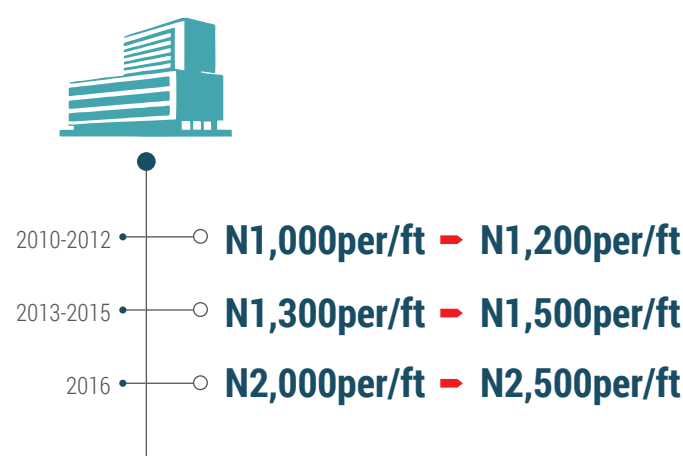 2010-2012 N1,000per/ft - N1,200per/ft
2013-2015 N1,300per/ft - N1,500per/ft
2016 N2,000per/ft - N2,500per/ft